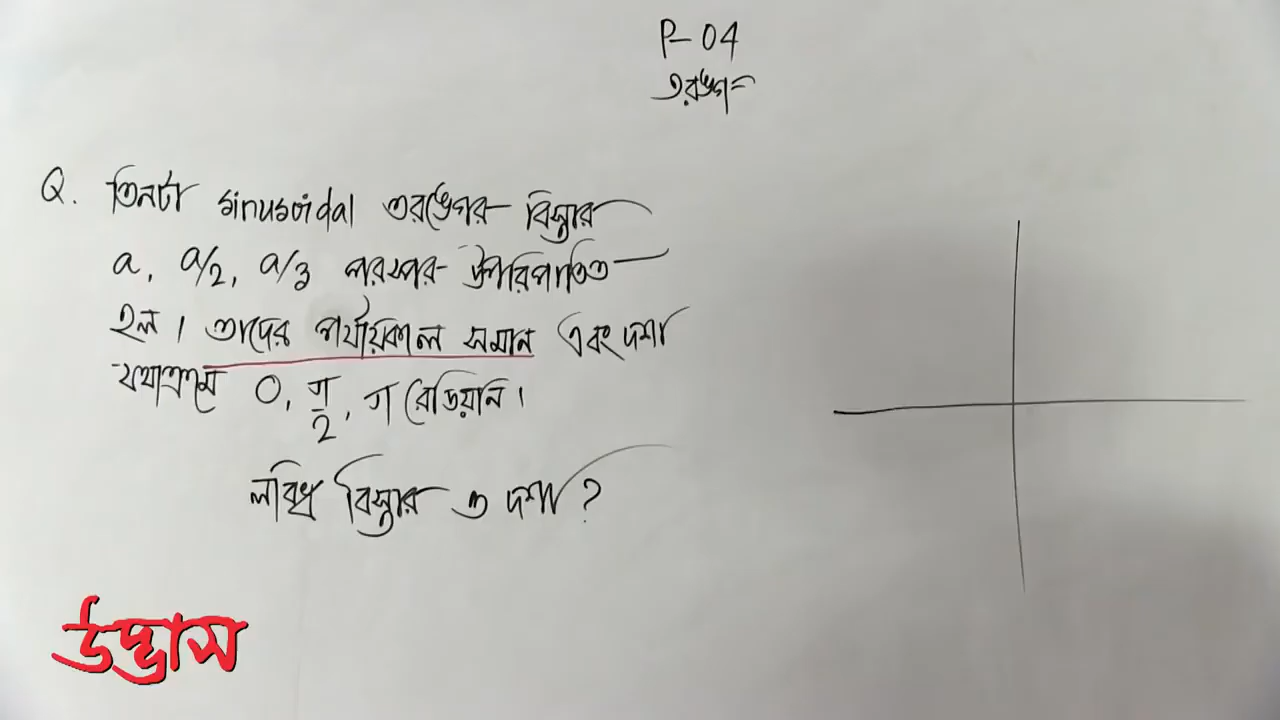 P-04
তরঙ্গ
Q. তিনটা sinusoidal তরঙ্গের বিস্তার
a, a/2, a/3 পরস্পর উপরিপাতিত
হল। তাদের পর্যায়কাল সমান এবং দশা
যথাক্রমে 0, π/2, π রেডিয়ান।
লব্ধি বিস্তার ও দশা?
উদ্ভাস